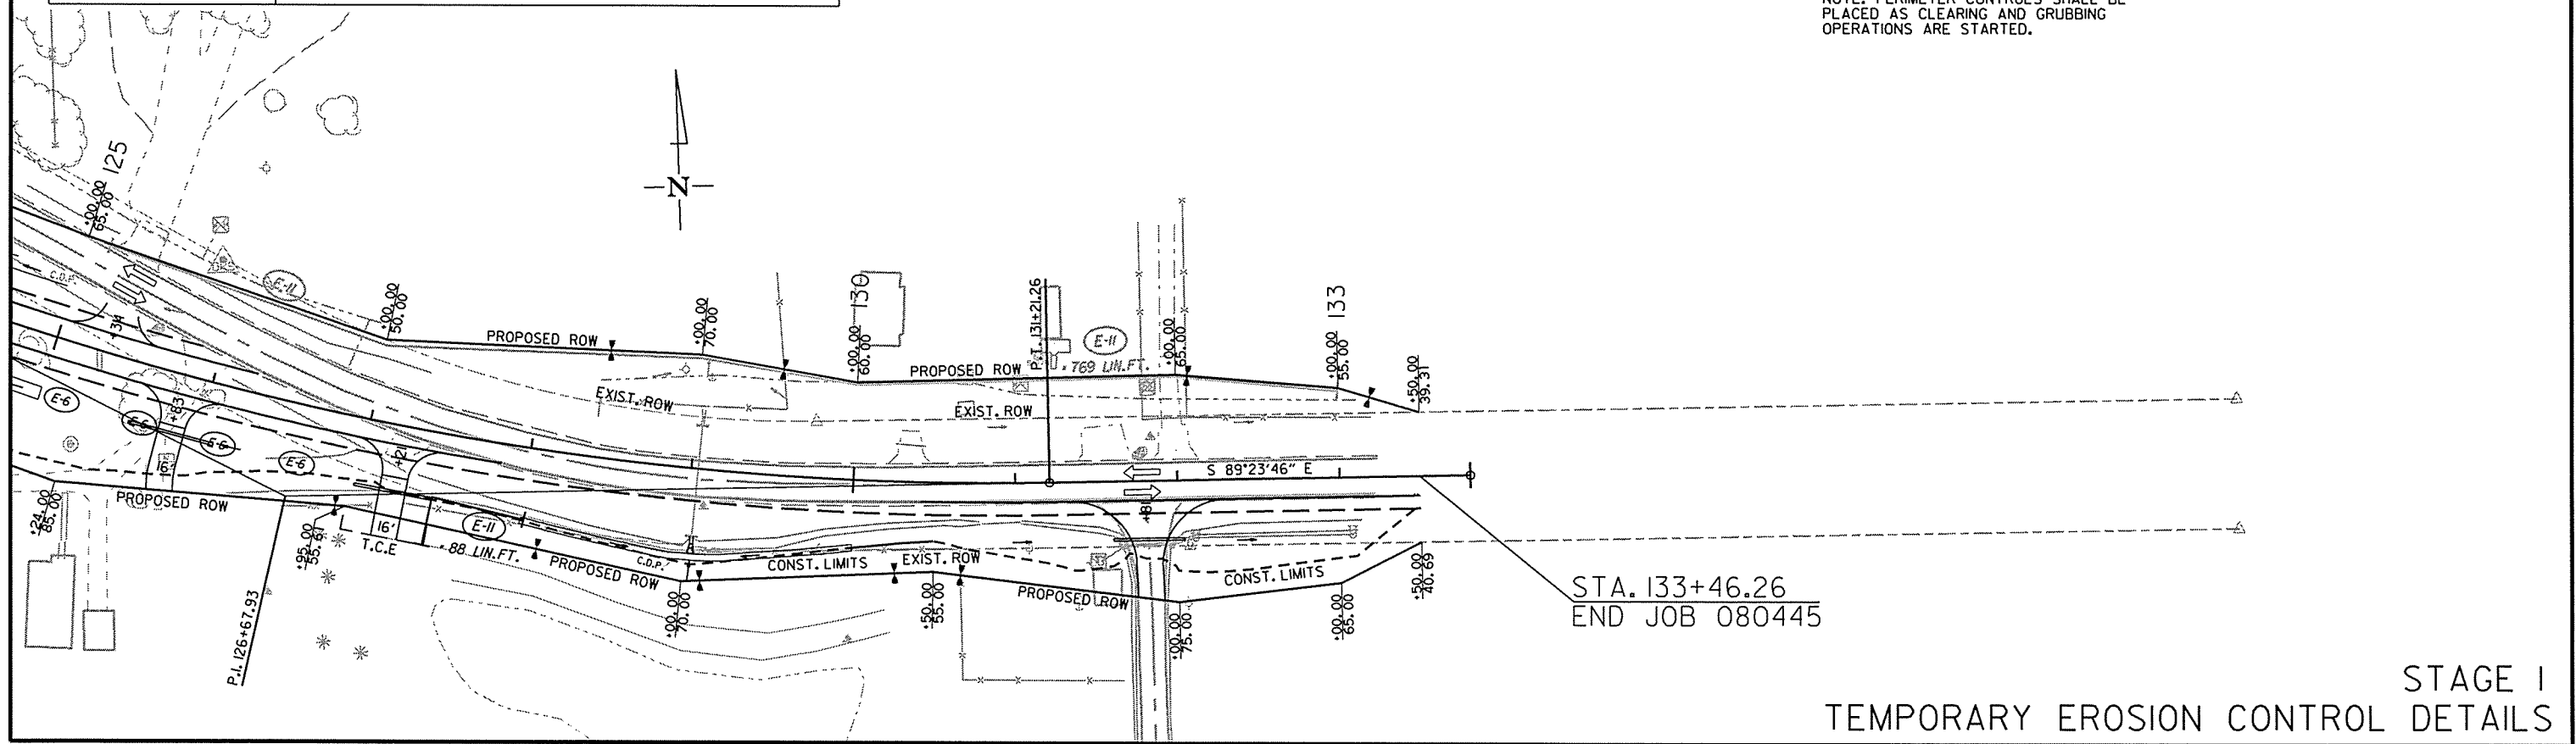 PLACED AS CLEARING AND GRUBBING
OPERATIONS ARE STARTED.
125
+00.00
65.00
N
C.D.P.
E-11
+34
+00.00
50.00
+00.00
70.00
130
+00.00
60.00
P.T. 131+21.26
E-11
+00.00
65.00
133
+00.00
55.00
+50.00
39.31
PROPOSED ROW
PROPOSED ROW
769 LIN.FT.
EXIST. ROW
EXIST. ROW
E-6
E-6
+83
E-6
E-6
+21
16'
S 89°23'46" E
PROPOSED ROW
+24.00
85.00
+95.00
55.61
16'
T.C.E
E-11
88 LIN.FT.
C.D.P.
PROPOSED ROW
CONST. LIMITS
EXIST. ROW
+81
CONST. LIMITS
PROPOSED ROW
P.I. 126+67.93
+00.00
70.00
+50.00
55.00
+00.00
75.00
+00.00
65.00
+50.00
40.69
STA. 133+46.26
END JOB 080445
STAGE 1
TEMPORARY EROSION CONTROL DETAILS